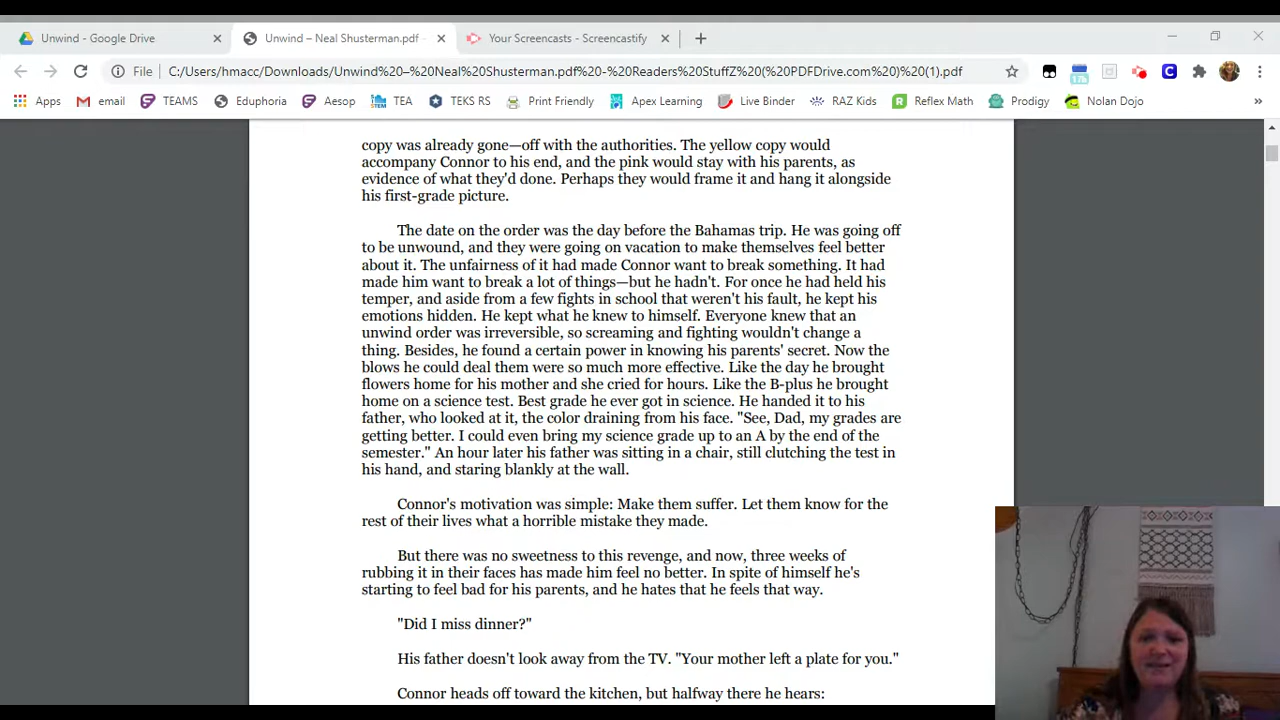 Unwind - Google Drive
Unwind – Neal Shusterman.pdf
Your Screencasts - Screencastify
File
C:/Users/hmacc/Downloads/Unwind%20–%20Neal%20Shusterman.pdf%20-%20Readers%20Stuff7%20(%20PDFDrive.com%20)%20(1).pdf
Apps
email
TEAMS
Eduphoria
Aesop
TEA
TEKS RS
Print Friendly
Apex Learning
Live Binder
RAZ Kids
Reflex Math
Prodigy
Nolan Dojo
copy was already gone—off with the authorities. The yellow copy would
accompany Connor to his end, and the pink would stay with his parents, as
evidence of what they'd done. Perhaps they would frame it and hang it alongside
his first-grade picture.
The date on the order was the day before the Bahamas trip. He was going off
to be unwound, and they were going on vacation to make themselves feel better
about it. The unfairness of it had made Connor want to break something. It had
made him want to break a lot of things—but he hadn't. For once he had held his
temper, and aside from a few fights in school that weren't his fault, he kept his
emotions hidden. He kept what he knew to himself. Everyone knew that an
unwind order was irreversible, so screaming and fighting wouldn't change a
thing. Besides, he found a certain power in knowing his parents' secret. Now the
blows he could deal them were so much more effective. Like the day he brought
flowers home for his mother and she cried for hours. Like the B-plus he brought
home on a science test. Best grade he ever got in science. He handed it to his
father, who looked at it, the color draining from his face. "See, Dad, my grades are
getting better. I could even bring my science grade up to an A by the end of the
semester." An hour later his father was sitting in a chair, still clutching the test in
his hand, and staring blankly at the wall.
Connor's motivation was simple: Make them suffer. Let them know for the
rest of their lives what a horrible mistake they made.
But there was no sweetness to this revenge, and now, three weeks of
rubbing it in their faces has made him feel no better. In spite of himself he's
starting to feel bad for his parents, and he hates that he feels that way.
"Did I miss dinner?"
His father doesn't look away from the TV. "Your mother left a plate for you."
Connor heads off toward the kitchen, but halfway there he hears: